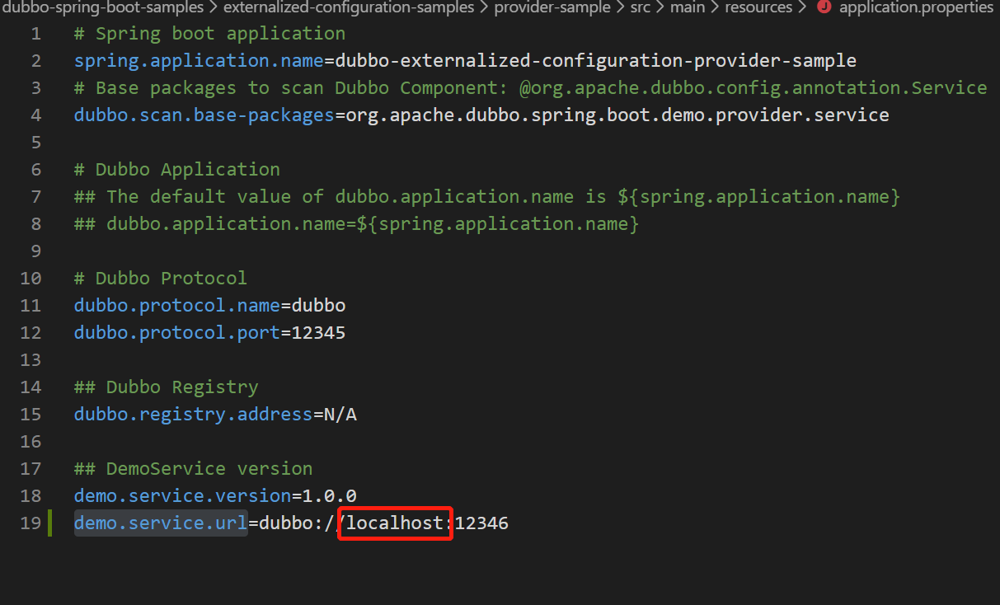 dubbo-spring-boot-samples > externalized-configuration-samples > provider-sample > src > main > resources > J application.properties
1 # Spring boot application
2 spring.application.name=dubbo-externalized-configuration-provider-sample
3 # Base packages to scan Dubbo Component: @org.apache.dubbo.config.annotation.Service
4 dubbo.scan.base-packages=org.apache.dubbo.spring.boot.demo.provider.service
5
6 # Dubbo Application
7 ## The default value of dubbo.application.name is ${spring.application.name}
8 ## dubbo.application.name=${spring.application.name}
9
10 # Dubbo Protocol
11 dubbo.protocol.name=dubbo
12 dubbo.protocol.port=12345
13
14 ## Dubbo Registry
15 dubbo.registry.address=N/A
16
17 ## DemoService version
18 demo.service.version=1.0.0
19 demo.service.url=dubbo://localhost:12346